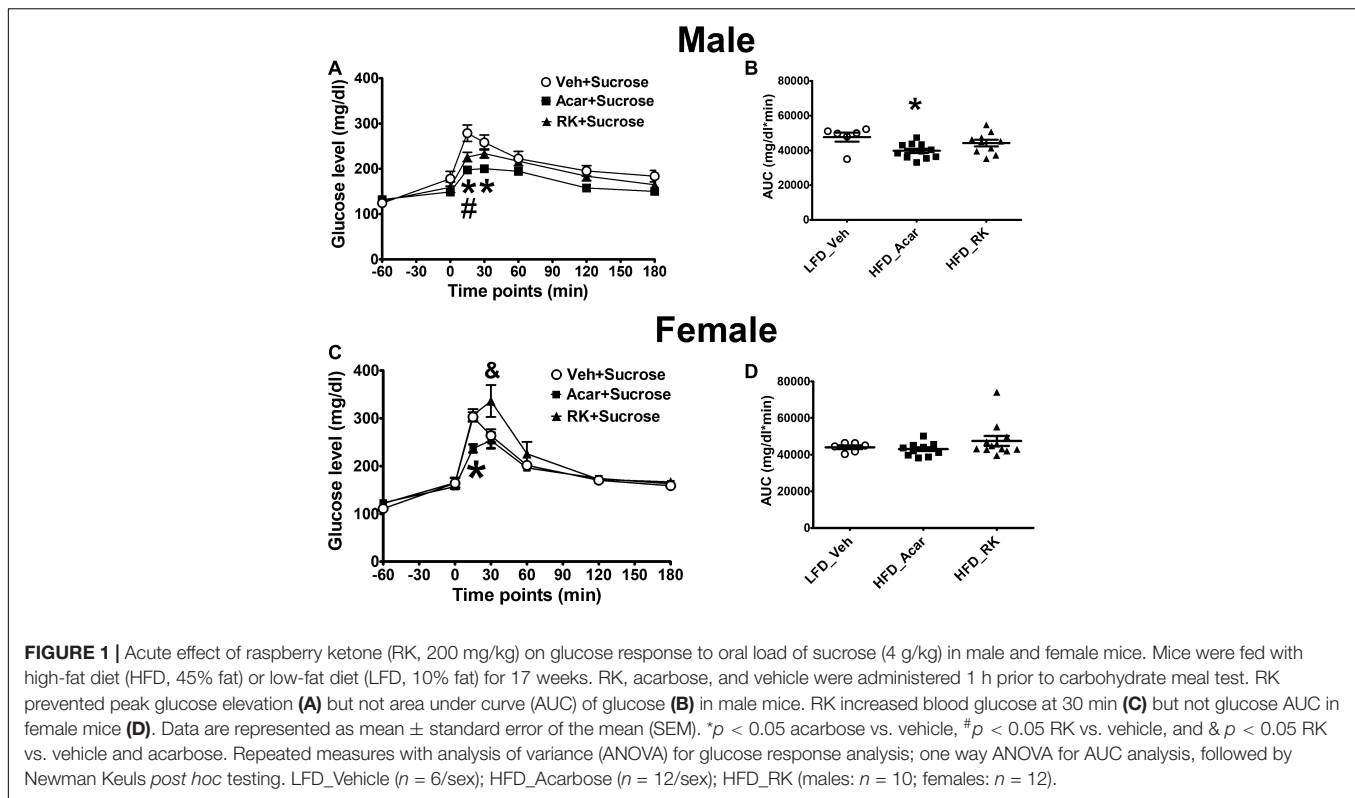 Male
A
Glucose level (mg/dl)
400
300
200
100
0
Veh+Sucrose
Acar+Sucrose
RK+Sucrose
* *
#
-60 -30 0 30 60 90 120 150 180
Time points (min)
B
AUC (mg/dl*min)
80000
60000
40000
20000
0
*
LFD_Veh
HFD_Acar
HFD_RK
Female
C
Glucose level (mg/dl)
400
300
200
100
0
&
Veh+Sucrose
Acar+Sucrose
RK+Sucrose
*
-60 -30 0 30 60 90 120 150 180
Time points (min)
D
AUC (mg/dl*min)
80000
60000
40000
20000
0
LFD_Veh
HFD_Acar
HFD_RK
FIGURE 1 | Acute effect of raspberry ketone (RK, 200 mg/kg) on glucose response to oral load of sucrose (4 g/kg) in male and female mice. Mice were fed with
high-fat diet (HFD, 45% fat) or low-fat diet (LFD, 10% fat) for 17 weeks. RK, acarbose, and vehicle were administered 1 h prior to carbohydrate meal test. RK
prevented peak glucose elevation (A) but not area under curve (AUC) of glucose (B) in male mice. RK increased blood glucose at 30 min (C) but not glucose AUC in
female mice (D). Data are represented as mean ± standard error of the mean (SEM). *p < 0.05 acarbose vs. vehicle, #p < 0.05 RK vs. vehicle, and & p < 0.05 RK
vs. vehicle and acarbose. Repeated measures with analysis of variance (ANOVA) for glucose response analysis; one way ANOVA for AUC analysis, followed by
Newman Keuls post hoc testing. LFD_Vehicle (n = 6/sex); HFD_Acarbose (n = 12/sex); HFD_RK (males: n = 10; females: n = 12).